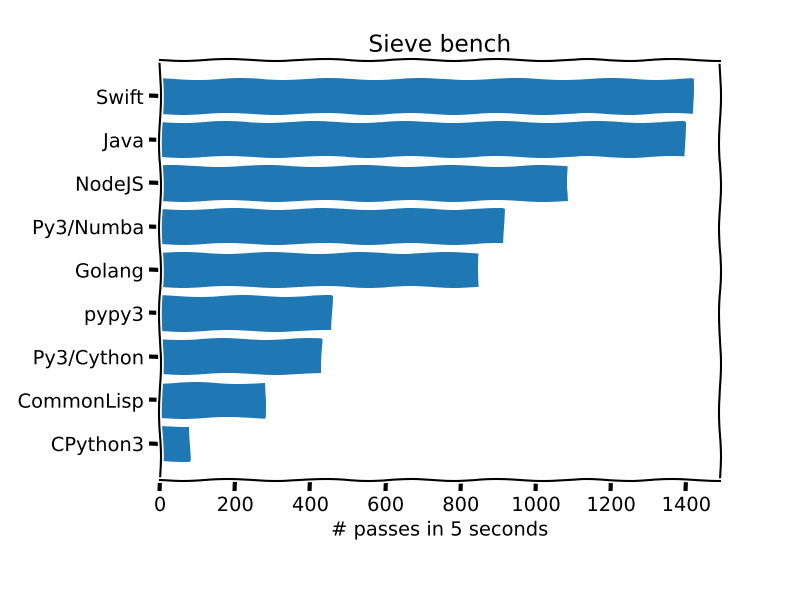 Sieve bench
Swift
Java
NodeJS
Py3/Numba
Golang
pypy3
Py3/Cython
CommonLisp
CPython3
0 200 400 600 800 1000 1200 1400
# passes in 5 seconds